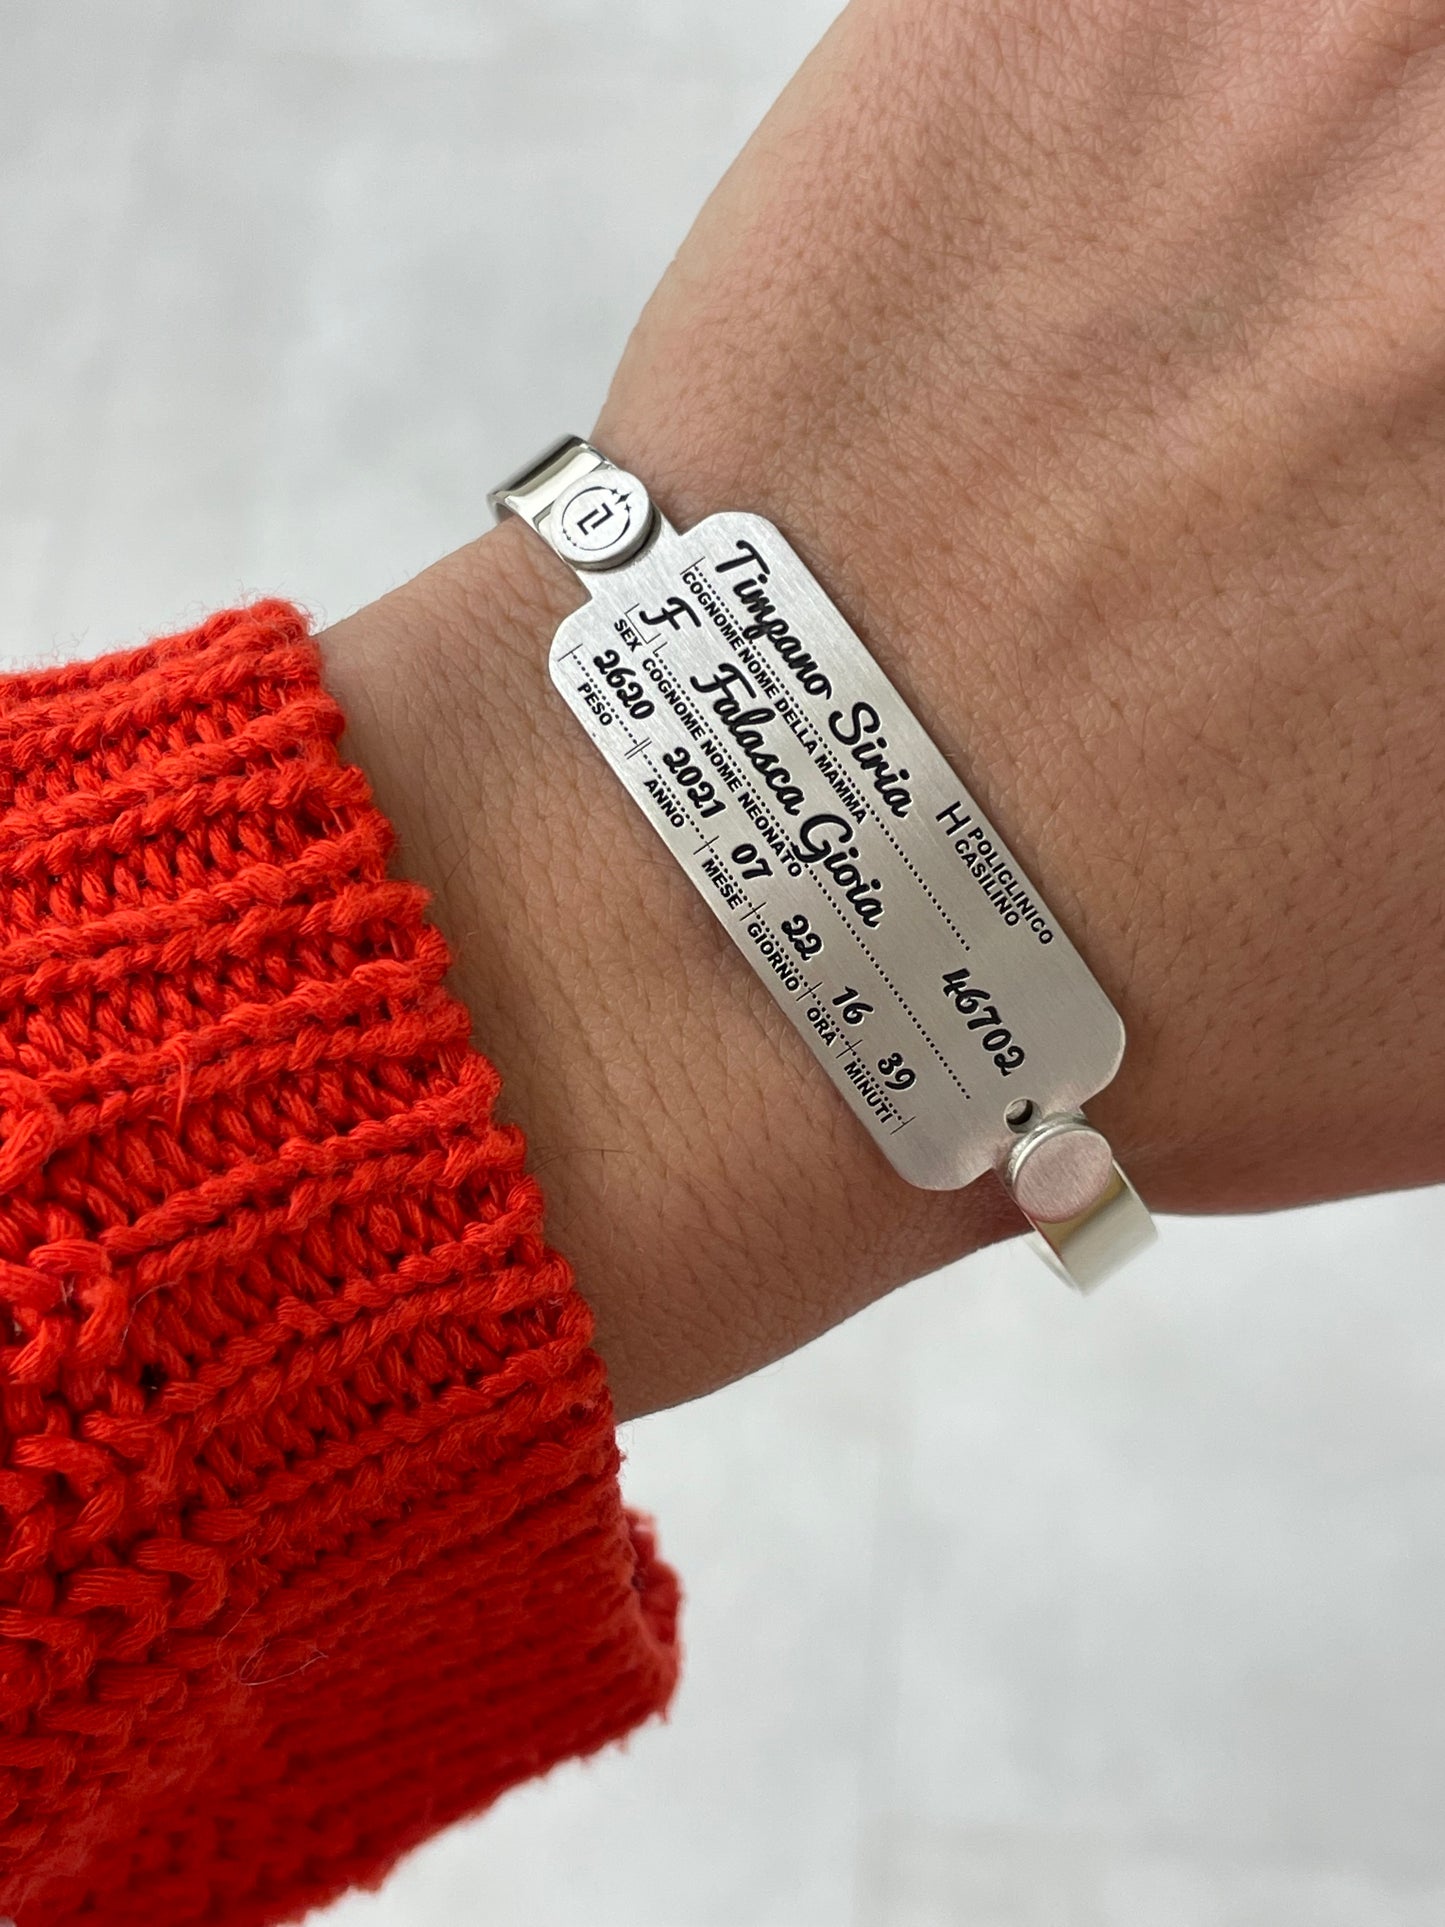 H POLICLINICO
CASILINO
46702
Timpano Siria
COGNOME NOME DELLA MAMMA
F Falasca Gioia
SEX COGNOME NOME NEONATO
2620 2021 07 22 16 39
PESO ANNO MESE GIORNO ORA MINUTI